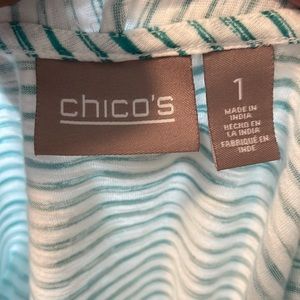 chico's
1
MADE IN
INDIA
HECHO EN
LA INDIA
FABRIQUÉ EN
INDE